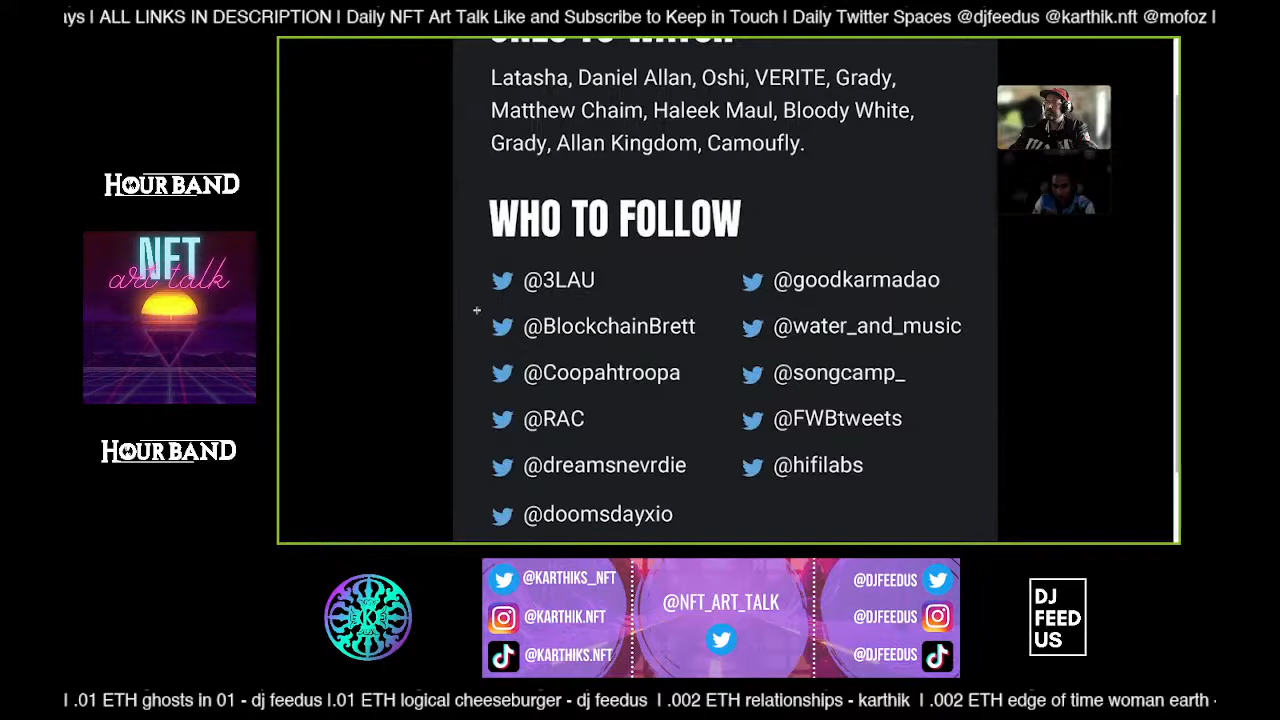 ys I ALL LINKS IN DESCRIPTION I Daily NFT Art Talk Like and Subscribe to Keep in Touch I Daily Twitter Spaces @djfeedus @karthik.nft @mofoz I
Latasha, Daniel Allan, Oshi, VERITE, Grady,
Matthew Chaim, Haleek Maul, Bloody White,
Grady, Allan Kingdom, Camoufly.
WHO TO FOLLOW
@3LAU
@goodkarmadao
@BlockchainBrett
@water_and_music
@Coopahtroopa
@songcamp_
@RAC
@FWBtweets
@dreamsnevrdie
@hifilabs
@doomsdayxio
HOUR BAND
NFT
art talk
HOUR BAND
K
@KARTHIKS_NFT
@KARTHIK.NFT
@KARTHIKS.NFT
@NFT_ART_TALK
@DJFEEDUS
@DJFEEDUS
@DJFEEDUS
DJ
FEED
US
I .01 ETH ghosts in 01 - dj feedus I.01 ETH logical cheeseburger - dj feedus I .002 ETH relationships - karthik I .002 ETH edge of time woman earth -